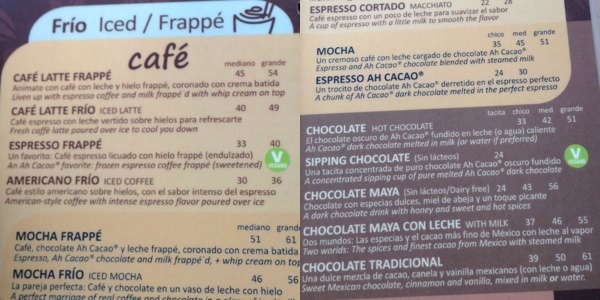 Frío Iced / Frappé
café
mediano grande
CAFÉ LATTE FRAPPÉ 45 54
Anímate con café y leche hielo frappé, coronado con crema batida
Liven up with espresso and milk frappé'd with whip cream on top
CAFÉ LATTE FRÍO ICED LATTE 40 49
Café espresso con leche vertido sobre hielos para refrescarte
Fresh caffè latte poured over ice to cool you down
ESPRESSO FRAPPÉ 33 40
Un favorito: Café espresso licuado con hielo frappé (endulzado)
An Ah Cacao® favorite: frozen espresso coffee frappé (sweetened)
V
VEGANO
AMERICANO FRÍO ICED COFFEE 30 36
Café estilo americano sobre hielos, con el sabor intenso del espresso
American-style coffee with intense espresso flavor poured over ice
mediano grande
MOCHA FRAPPÉ 51 61
Café, chocolate Ah Cacao® y leche frappé, coronado con crema batida
Espresso, Ah Cacao® chocolate and milk frappé'd, + whip cream on top
MOCHA FRÍO ICED MOCHA 46 56
La pareja perfecta: Café y chocolate en un vaso de leche con hielo
A perfect marriage of real coffee and chocolate
ESPRESSO CORTADO MACCHIATO 22 28
Café espresso con un poco de leche para suavizar el sabor
A cup of espresso with a little milk to smooth the flavor
chico med grande
MOCHA 35 45 51
Un cremoso café con leche cargado de chocolate Ah Cacao®
Espresso and Ah Cacao® chocolate blended with steamed milk
ESPRESSO AH CACAO® 24 30
Un trocito de chocolate Ah Cacao® derretido en el espresso perfecto
A chunk of Ah Cacao® dark chocolate melted in the perfect espresso
tacita chico med grande
CHOCOLATE HOT CHOCOLATE 33 42 51
El chocolate oscuro de Ah Cacao® fundido en leche (o agua) caliente
Ah Cacao® dark chocolate melted in milk (or water if preferred)
SIPPING CHOCOLATE (Sin lácteos) 24
Una tacita concentrada de puro chocolate Ah Cacao® oscuro fundido
A concentrated sipping cup of pure melted Ah Cacao® dark chocolate
V
VEGANO
CHOCOLATE MAYA (Sin lácteos/Dairy free) 24 43 56
Chocolate con especias dulces, miel de abeja y un toque picante
A dark chocolate drink with honey and sweet and hot spices
CHOCOLATE MAYA CON LECHE WITH MILK 37 46 55
Dos mundos: Las especias y el cacao más fino de México con leche al vapor
Two worlds: The spices and finest cacao from Mexico with steamed milk
CHOCOLATE TRADICIONAL 39 50 61
Una dulce mezcla de cacao, canela y vainilla mexicanos (con leche o agua)
Sweet Mexican chocolate, cinnamon and vanilla, mixed in milk or water.